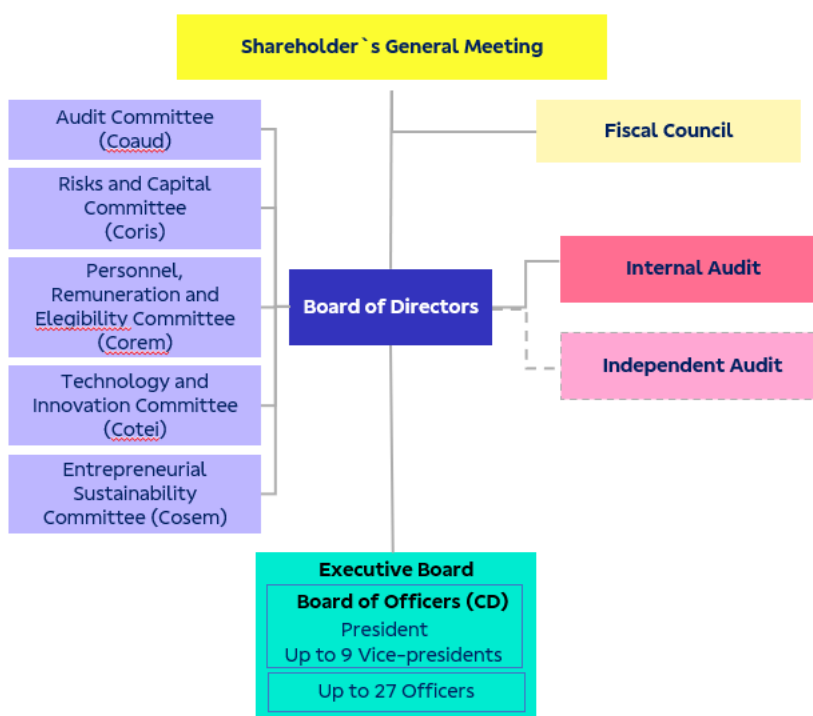 Shareholder`s General Meeting
Audit Committee
(Coaud)
Fiscal Council
Risks and Capital
Committee
(Coris)
Personnel,
Remuneration and
Elegibility Committee
(Corem)
Technology and
Innovation Committee
(Cotei)
Entrepreneurial
Sustainability
Committee (Cosem)
Board of Directors
Internal Audit
Independent Audit
Executive Board
Board of Officers (CD)
President
Up to 9 Vice-presidents
Up to 27 Officers